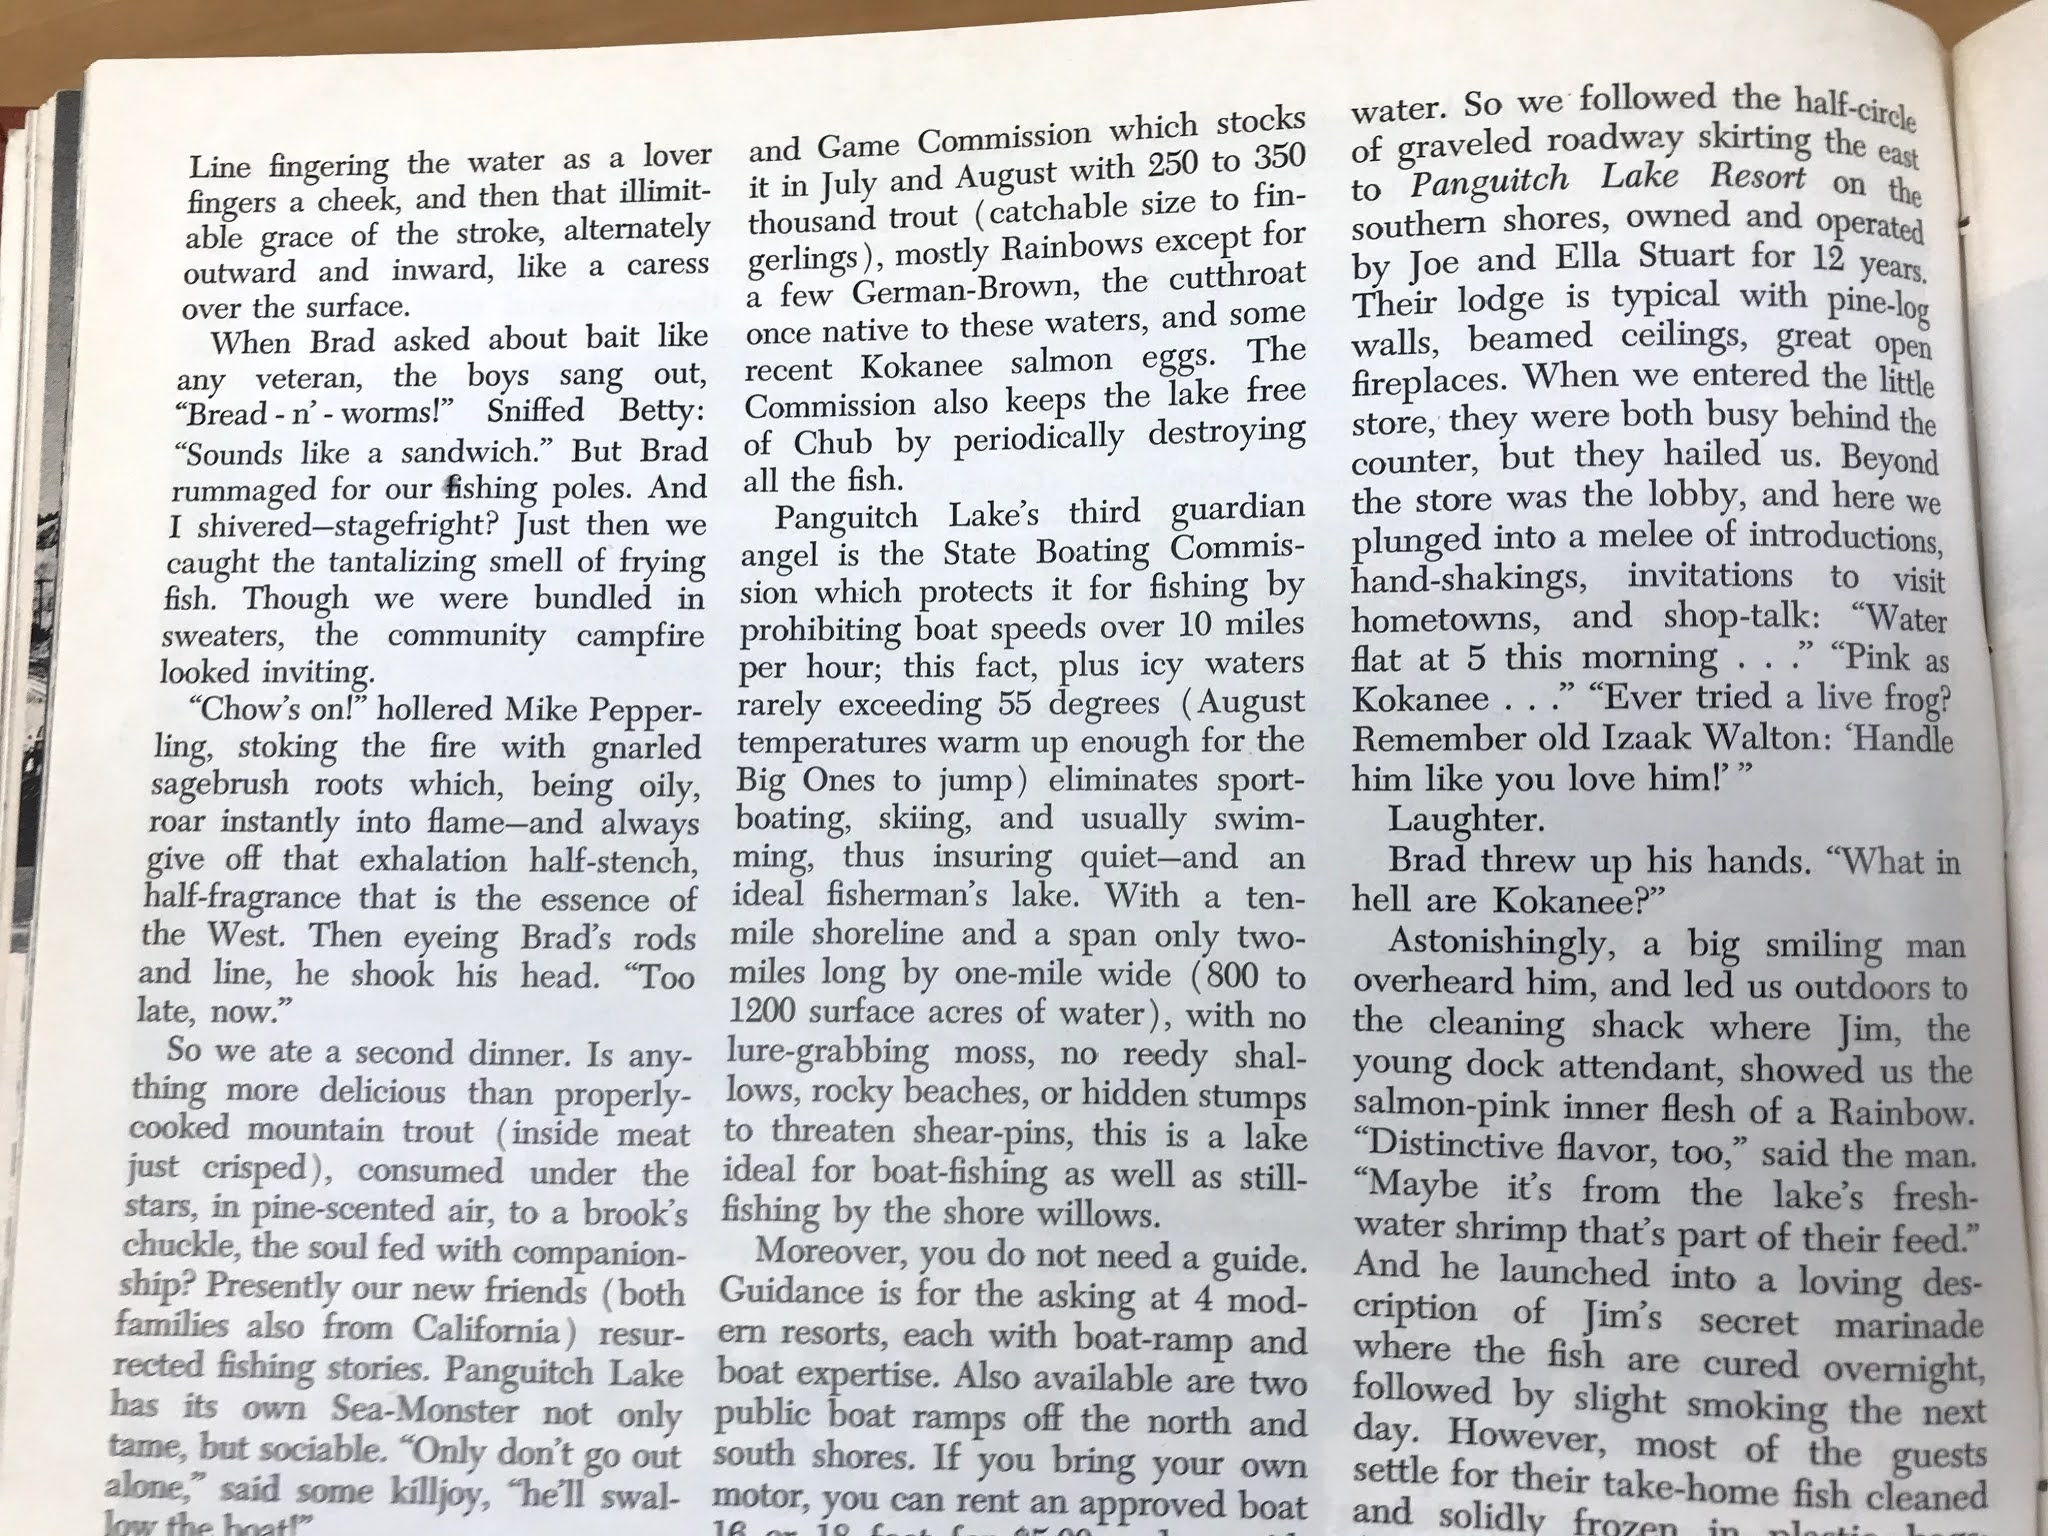 Line fingering the water as a lover
fingers a cheek, and then that illimit-
able grace of the stroke, alternately
outward and inward, like a caress
over the surface.
When Brad asked about bait like
any veteran, the boys sang out,
“Bread - n’ - worms!” Sniffed Betty:
“Sounds like a sandwich.” But Brad
rummaged for our fishing poles. And
I shivered—stagefright? Just then we
caught the tantalizing smell of frying
fish. Though we were bundled in
sweaters, the community campfire
looked inviting.
“Chow’s on!” hollered Mike Pepper-
ling, stoking the fire with gnarled
sagebrush roots which, being oily,
roar instantly into flame—and always
give off that exhalation half-stench,
half-fragrance that is the essence of
the West. Then eyeing Brad’s rods
and line, he shook his head. “Too
late, now.”
So we ate a second dinner. Is any-
thing more delicious than properly-
cooked mountain trout (inside meat
just crisped), consumed under the
stars, in pine-scented air, to a brook’s
chuckle, the soul fed with companion-
ship? Presently our new friends (both
families also from California) resur-
rected fishing stories. Panguitch Lake
has its own Sea-Monster not only
tame, but sociable. “Only don’t go out
alone,” said some killjoy, “he’ll swal-
low the boat!”
and Game Commission which stocks
it in July and August with 250 to 350
thousand trout (catchable size to fin-
gerlings), mostly Rainbows except for
a few German-Brown, the cutthroat
once native to these waters, and some
recent Kokanee salmon eggs. The
Commission also keeps the lake free
of Chub by periodically destroying
all the fish.
Panguitch Lake’s third guardian
angel is the State Boating Commis-
sion which protects it for fishing by
prohibiting boat speeds over 10 miles
per hour; this fact, plus icy waters
rarely exceeding 55 degrees (August
temperatures warm up enough for the
Big Ones to jump) eliminates sport-
boating, skiing, and usually swim-
ming, thus insuring quiet—and an
ideal fisherman’s lake. With a ten-
mile shoreline and a span only two-
miles long by one-mile wide (800 to
1200 surface acres of water), with no
lure-grabbing moss, no reedy shal-
lows, rocky beaches, or hidden stumps
to threaten shear-pins, this is a lake
ideal for boat-fishing as well as still-
fishing by the shore willows.
Moreover, you do not need a guide.
Guidance is for the asking at 4 mod-
ern resorts, each with boat-ramp and
boat expertise. Also available are two
public boat ramps off the north and
south shores. If you bring your own
motor, you can rent an approved boat
water. So we followed the half-circle
of graveled roadway skirting the east
to Panguitch Lake Resort on the
southern shores, owned and operated
by Joe and Ella Stuart for 12 years.
Their lodge is typical with pine-log
walls, beamed ceilings, great open
fireplaces. When we entered the little
store, they were both busy behind the
counter, but they hailed us. Beyond
the store was the lobby, and here we
plunged into a melee of introductions,
hand-shakings, invitations to visit
hometowns, and shop-talk: “Water
flat at 5 this morning . . .” “Pink as
Kokanee . . .” “Ever tried a live frog?
Remember old Izaak Walton: ‘Handle
him like you love him!’ ”
Laughter.
Brad threw up his hands. “What in
hell are Kokanee?”
Astonishingly, a big smiling man
overheard him, and led us outdoors to
the cleaning shack where Jim, the
young dock attendant, showed us the
salmon-pink inner flesh of a Rainbow.
“Distinctive flavor, too,” said the man.
“Maybe it’s from the lake’s fresh-
water shrimp that’s part of their feed.”
And he launched into a loving des-
cription of Jim’s secret marinade
where the fish are cured overnight,
followed by slight smoking the next
day. However, most of the guests
settle for their take-home fish cleaned
and solidly frozen in plastic